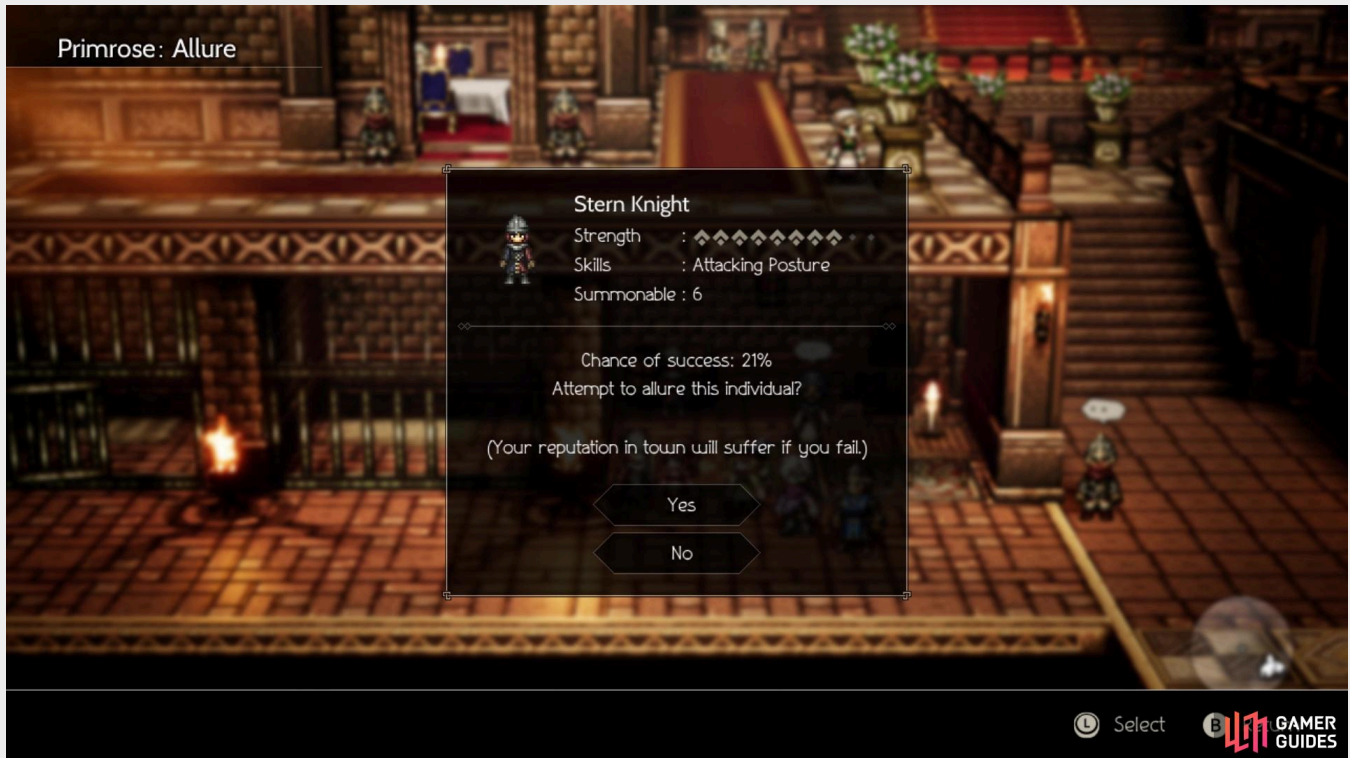 Primrose: Allure
Stern Knight
Strength :
Skills : Attacking Posture
Summonable : 6
Chance of success: 21%
Attempt to allure this individual?
(Your reputation in town will suffer if you fail.)
Yes
No
L Select B
GAMER
GUIDES